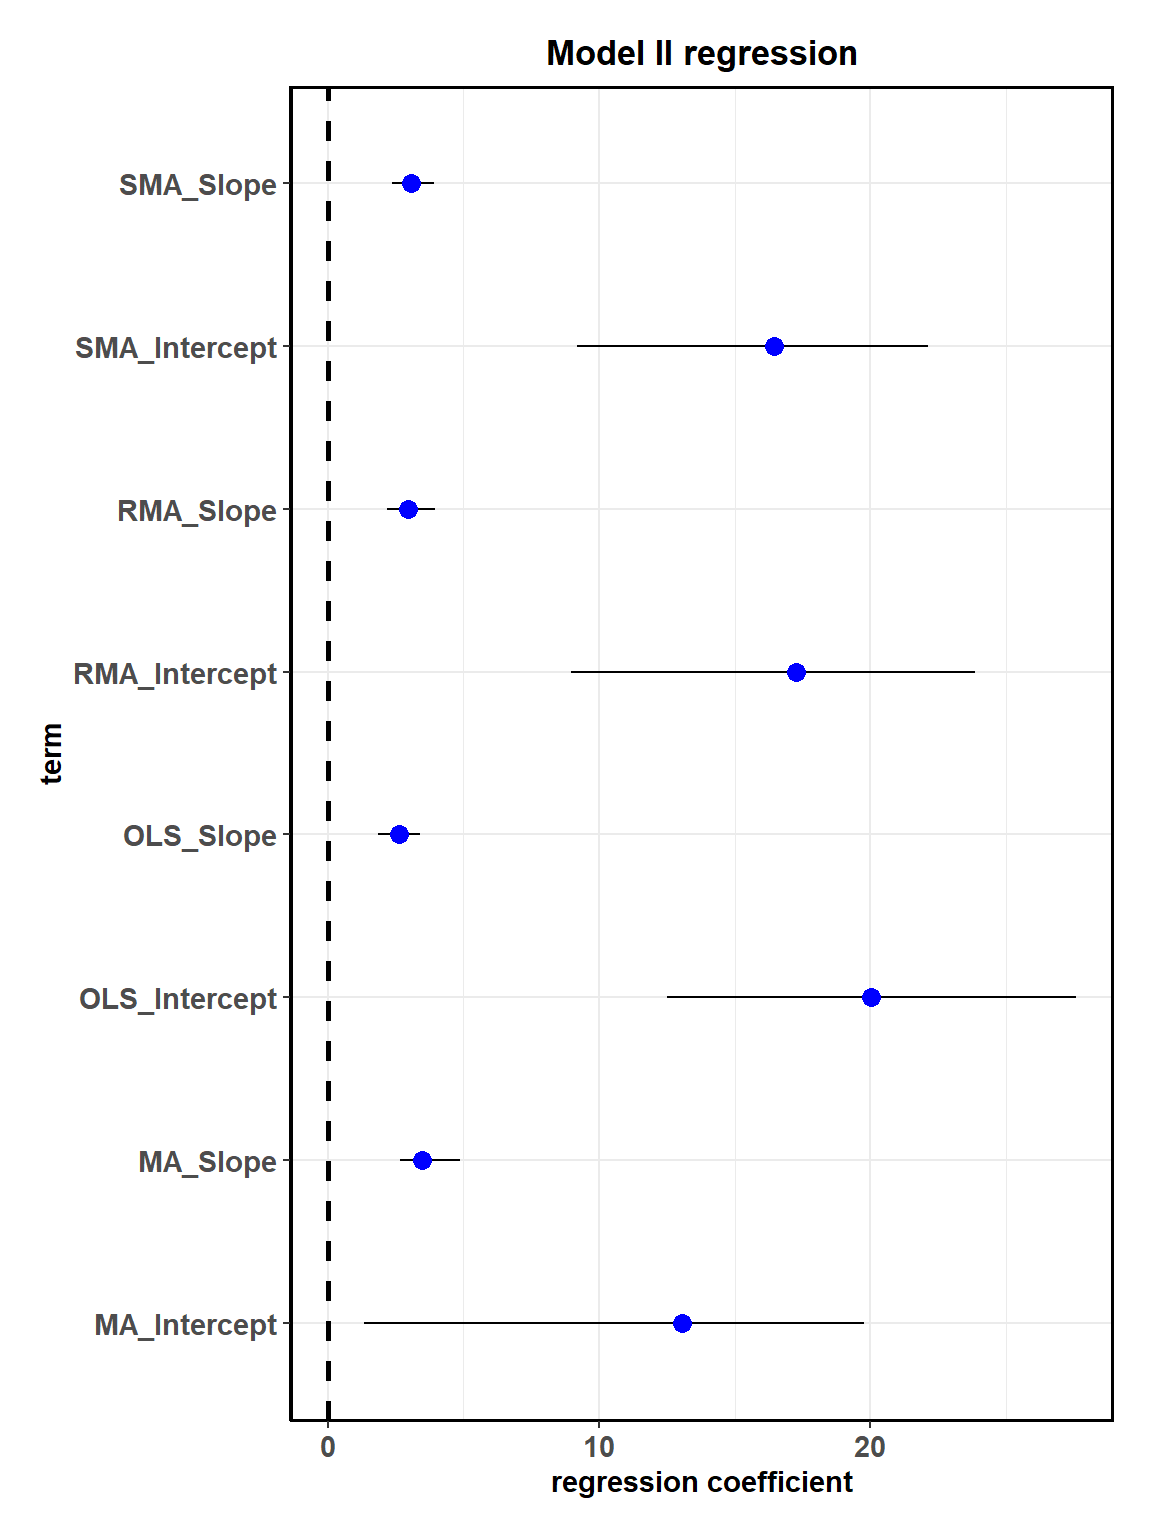 Model II regression
SMA_Slope
SMA_Intercept
RMA_Slope
RMA_Intercept
term
OLS_Slope
OLS_Intercept
MA_Slope
MA_Intercept
0 10 20
regression coefficient